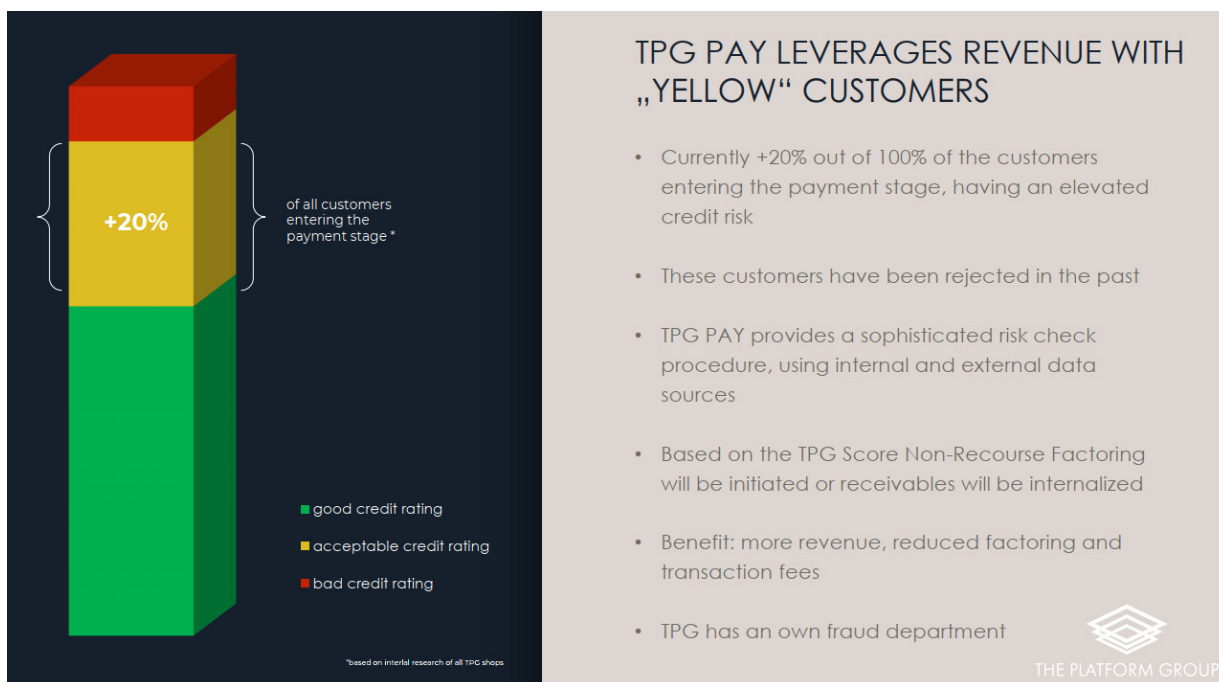 +20%
of all customers
entering the
payment stage *
good credit rating
acceptable credit rating
bad credit rating
*based on interlal research of all TPG shops
TPG PAY LEVERAGES REVENUE WITH
„YELLOW“ CUSTOMERS
• Currently +20% out of 100% of the customers
entering the payment stage, having an elevated
credit risk
• These customers have been rejected in the past
• TPG PAY provides a sophisticated risk check
procedure, using internal and external data
sources
• Based on the TPG Score Non-Recourse Factoring
will be initiated or receivables will be internalized
• Benefit: more revenue, reduced factoring and
transaction fees
• TPG has an own fraud department
THE PLATFORM GROUP